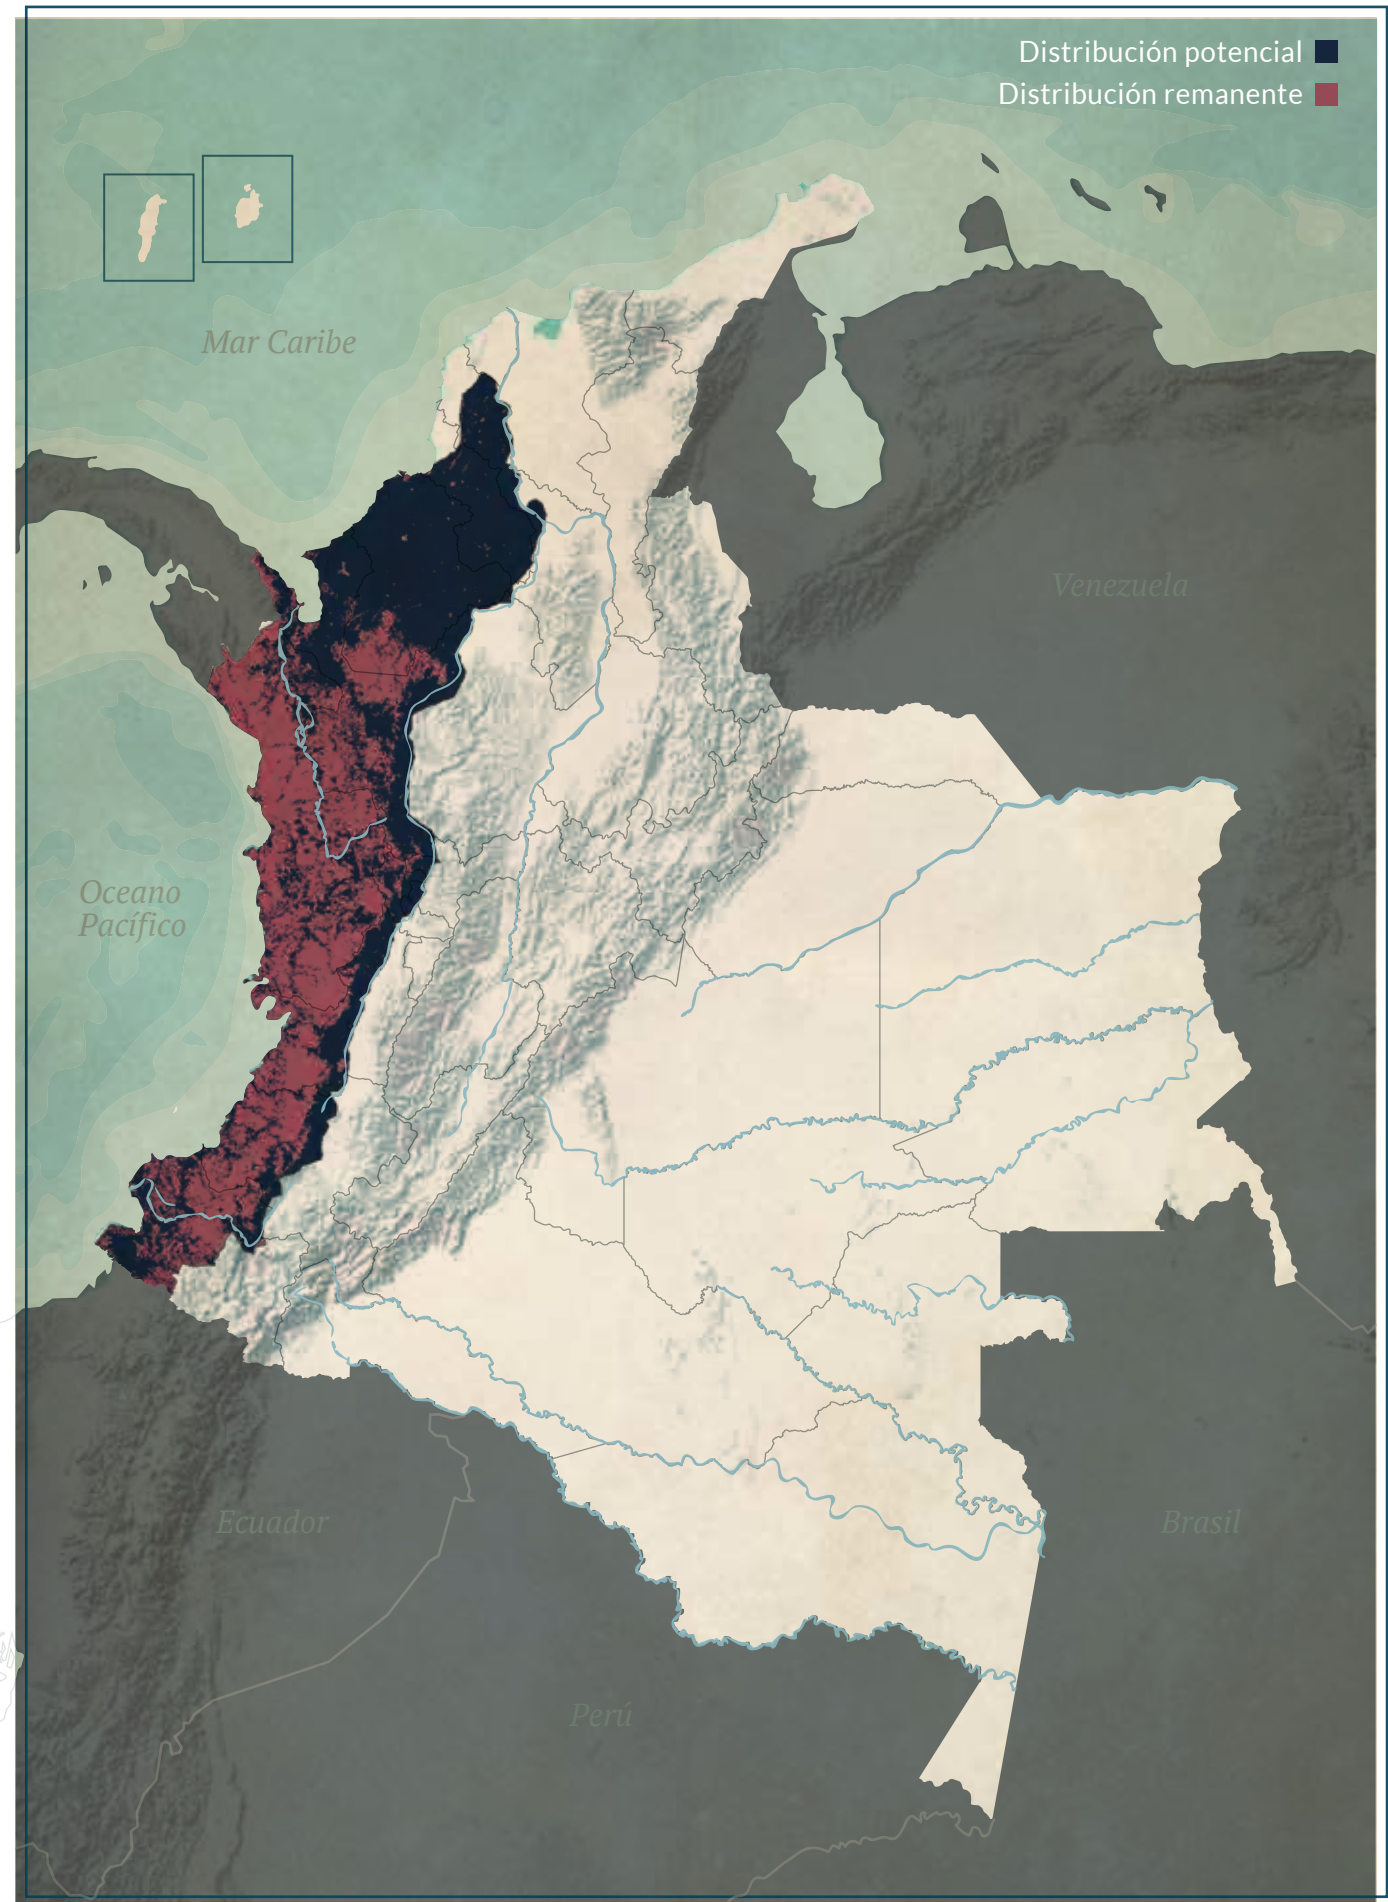 Distribución potencial
Distribución remanente
Mar Caribe
Venezuela
Oceano
Pacífico
Ecuador
Brasil
Perú